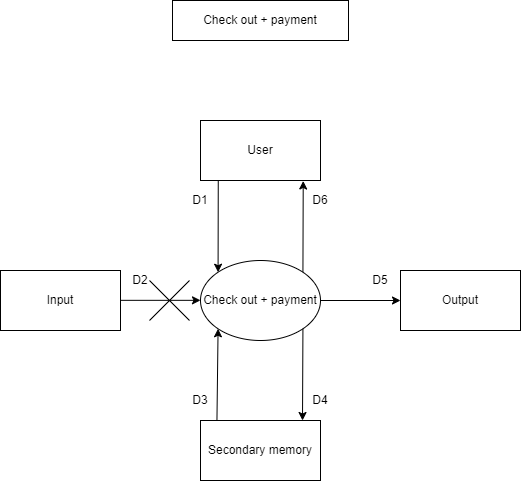 Check out + payment
User
D1
D6
D2
D5
Input
Check out + payment
Output
D3
D4
Secondary memory